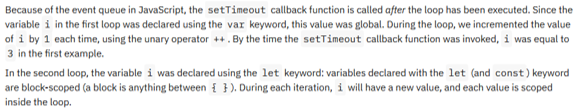 Because of the event queue in JavaScript, the setTimeout callback function is called after the loop has been executed. Since the
variable i in the first loop was declared using the var keyword, this value was global. During the loop, we incremented the value
of i by 1 each time, using the unary operator ++ . By the time the setTimeout callback function was invoked, i was equal to
3 in the first example.
In the second loop, the variable i was declared using the let keyword: variables declared with the let (and const ) keyword
are block-scoped (a block is anything between { } ). During each iteration, i will have a new value, and each value is scoped
inside the loop.